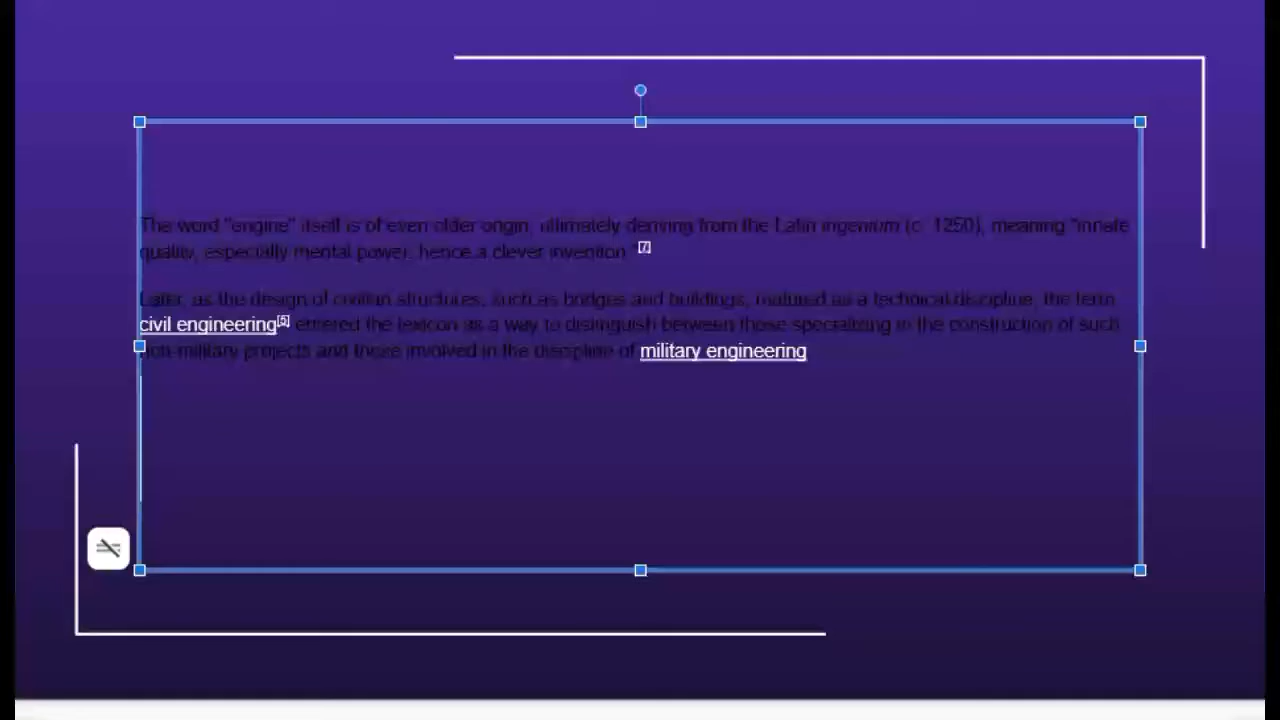 The word "engine" itself is of even older origin, ultimately deriving from the Latin ingenium (c. 1250), meaning "innate
quality, especially mental power, hence a clever invention."[7]
Later, as the design of civilian structures, such as bridges and buildings, matured as a technical discipline, the term
civil engineering[5] entered the lexicon as a way to distinguish between those specializing in the construction of such
non-military projects and those involved in the discipline of military engineering